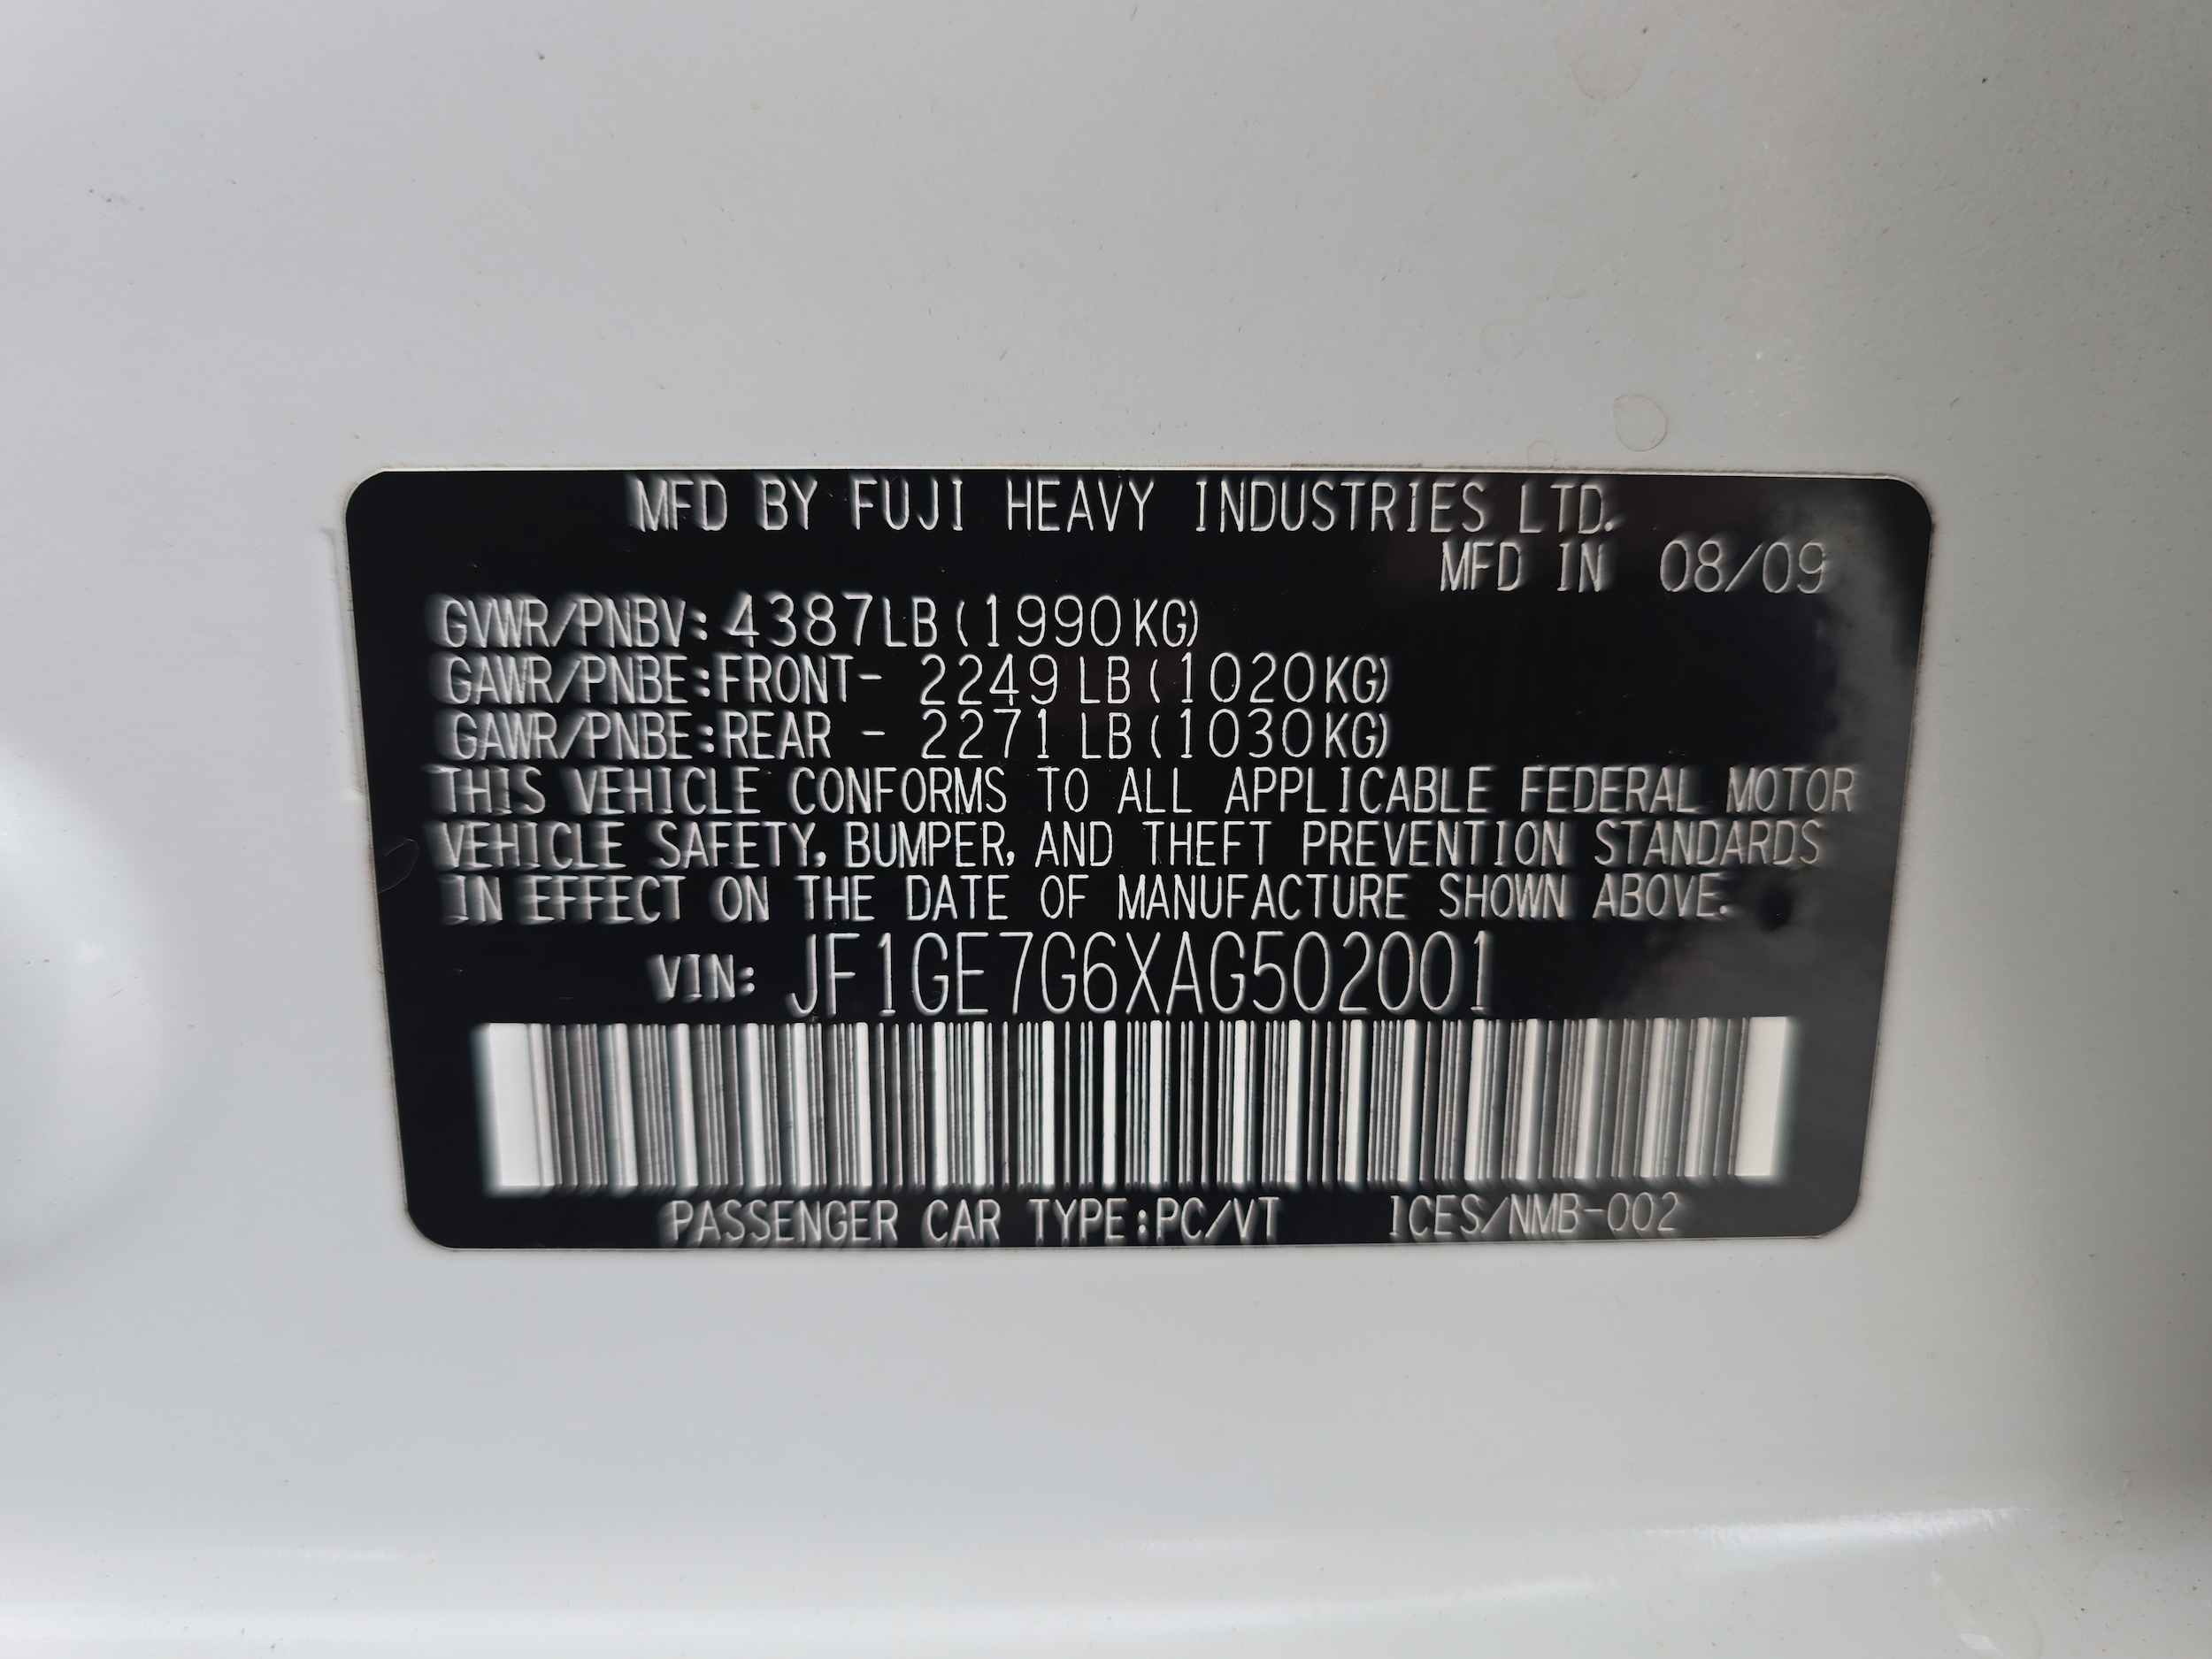 MFD BY FUJI HEAVY INDUSTRIES LTD.
MFD IN 08/09
GVWR/PNBV: 4387LB(1990KG)
GAWR/PNBE:FRONT- 2249LB(1020KG)
GAWR/PNBE:REAR - 2271LB(1030KG)
THIS VEHICLE CONFORMS TO ALL APPLICABLE FEDERAL MOTOR
VEHICLE SAFETY, BUMPER, AND THEFT PREVENTION STANDARDS
IN EFFECT ON THE DATE OF MANUFACTURE SHOWN ABOVE.
VIN: JF1GE7G6XAG502001
PASSENGER CAR TYPE:PC/VT ICES/NMB-002